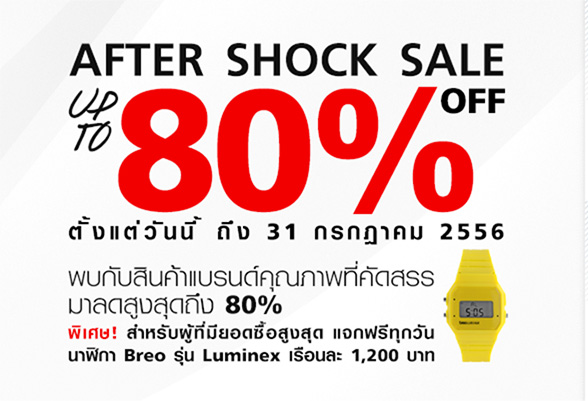 AFTER SHOCK SALE
UP TO 80% OFF
ตั้งแต่วันนี้ ถึง 31 กรกฎาคม 2556
พบกับสินค้าแบรนด์คุณภาพที่คัดสรร
มาลดสูงสุดถึง 80%
พิเศษ! สำหรับผู้ที่มียอดซื้อสูงสุด แจกฟรีทุกวัน
นาฬิกา Breo รุ่น Luminex เรือนละ 1,200 บาท
5:05